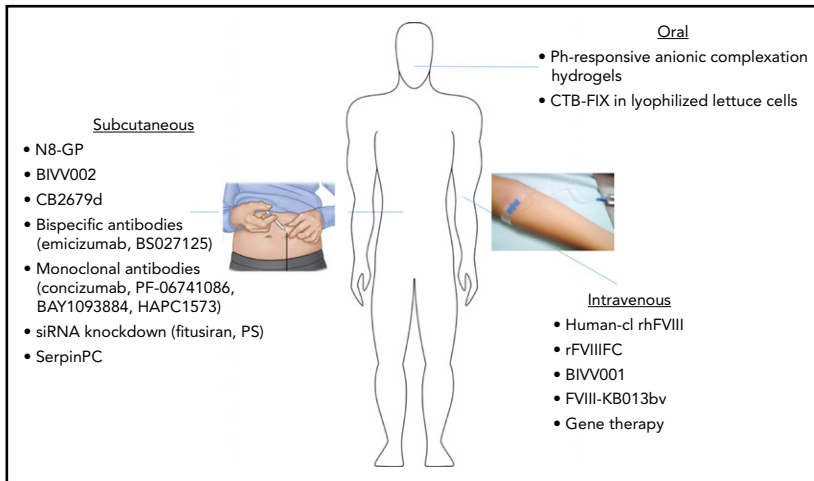 Oral
• Ph-responsive anionic complexation
hydrogels
• CTB-FIX in lyophilized lettuce cells
Subcutaneous
• N8-GP
• BIVV002
• CB2679d
• Bispecific antibodies
(emicizumab, BS027125)
• Monoclonal antibodies
(concizumab, PF-06741086,
BAY1093884, HAPC1573)
• siRNA knockdown (fitusiran, PS)
• SerpinPC
Intravenous
• Human-cl rhFVIII
• rFVIIIFC
• BIVV001
• FVIII-KB013bv
• Gene therapy